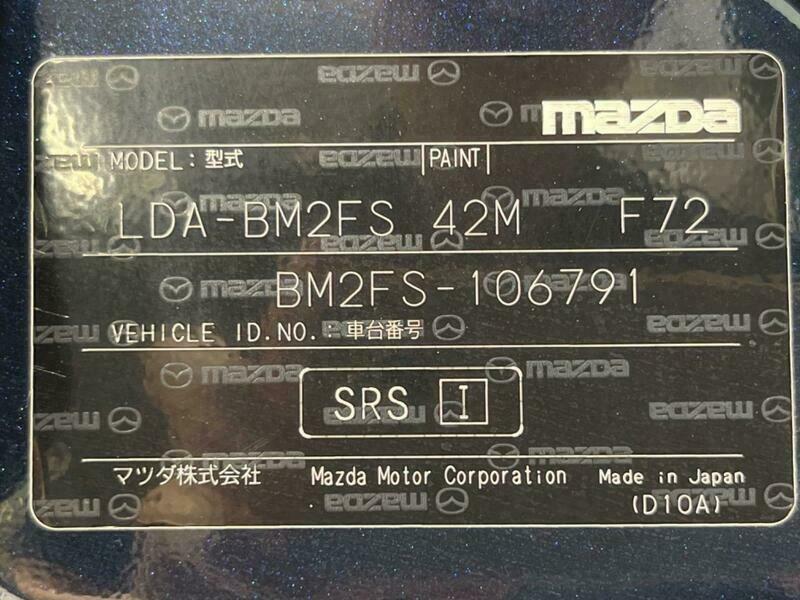 mazda
MODEL：型式 PAINT
LDA-BM2FS 42M F72
BM2FS-106791
VEHICLE ID.NO.：車台番号
SRS I
マツダ株式会社 Mazda Motor Corporation Made in Japan
(D10A)